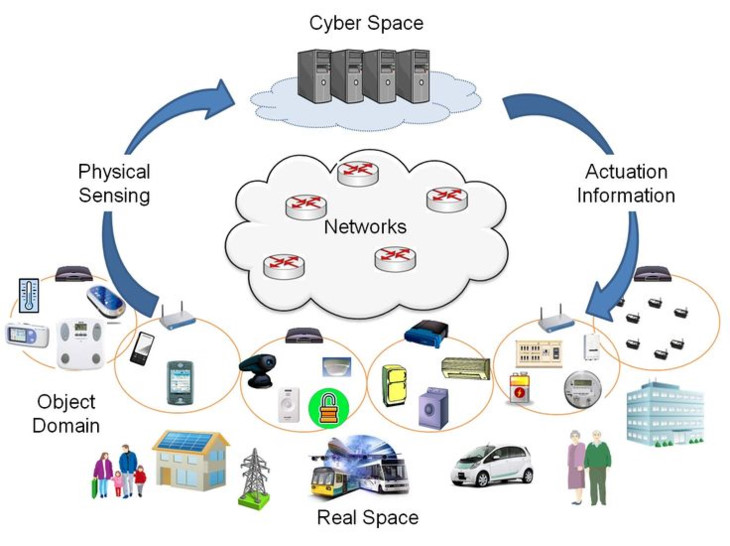 Cyber Space
Physical
Sensing
Actuation
Information
Networks
Object
Domain
Real Space